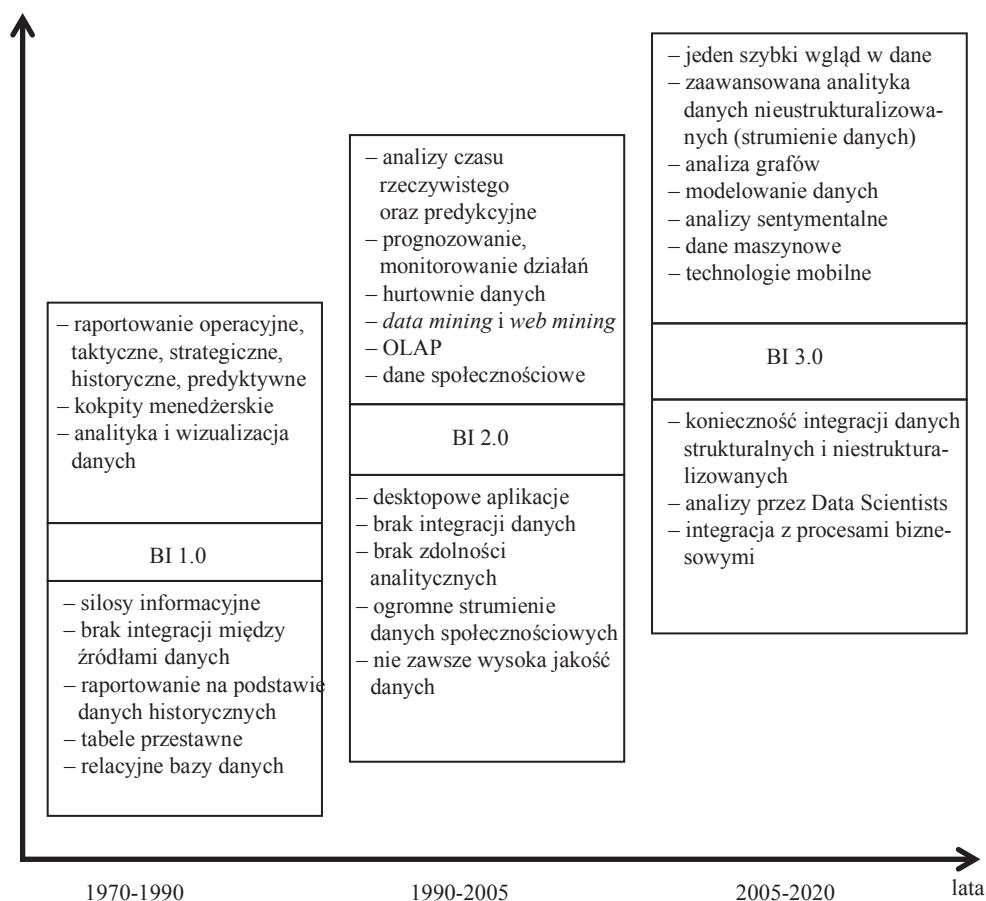 – raportowanie operacyjne,
taktyczne, strategiczne,
historyczne, predyktywne
– kokpity menedżerskie
– analityka i wizualizacja
danych
BI 1.0
– silosy informacyjne
– brak integracji między
źródłami danych
– raportowanie na podstawie
danych historycznych
– tabele przestawne
– relacyjne bazy danych
– analizy czasu
rzeczywistego
oraz predykcyjne
– prognozowanie,
monitorowanie działań
– hurtownie danych
– data mining i web mining
– OLAP
– dane społecznościowe
BI 2.0
– desktopowe aplikacje
– brak integracji danych
– brak zdolności
analitycznych
– ogromne strumienie
danych społecznościowych
– nie zawsze wysoka jakość
danych
– jeden szybki wgląd w dane
– zaawansowana analityka
danych nieustrukturalizowa-
nych (strumienie danych)
– analiza grafów
– modelowanie danych
– analizy sentymentalne
– dane maszynowe
– technologie mobilne
BI 3.0
– konieczność integracji danych
strukturalnych i niestruktura-
lizowanych
– analizy przez Data Scientists
– integracja z procesami bizne-
sowymi
1970-1990
1990-2005
2005-2020
lata